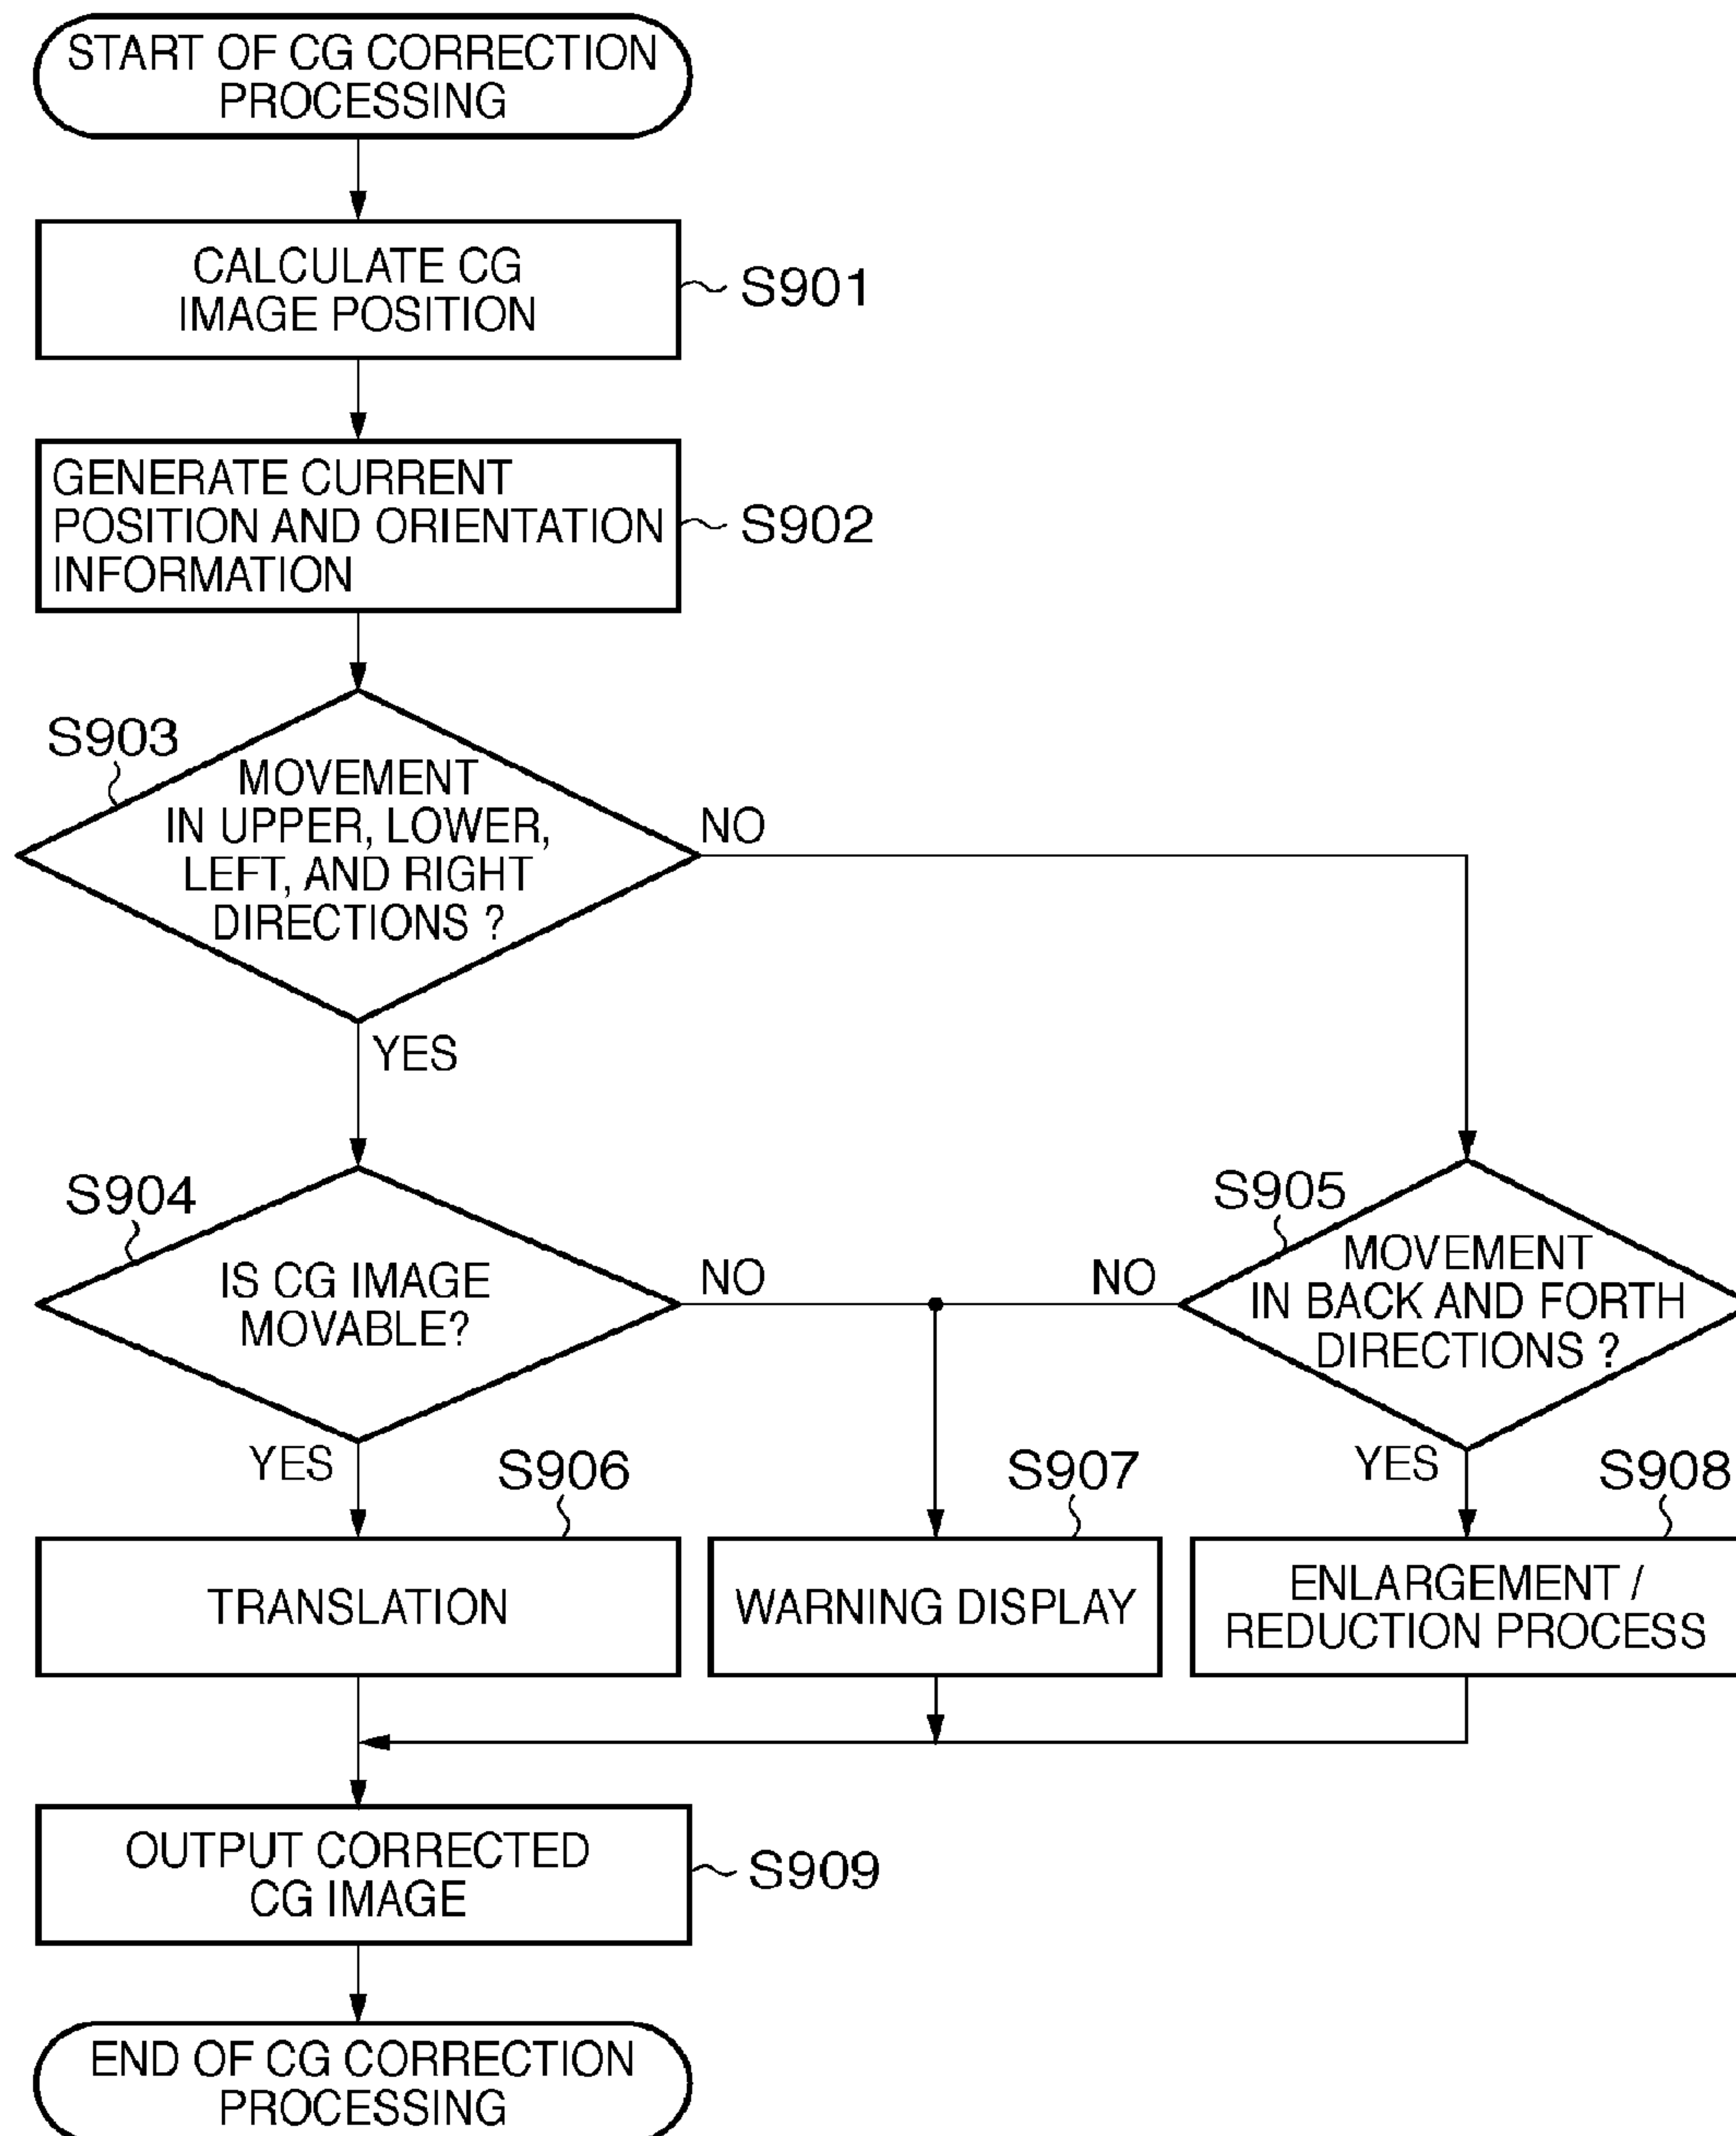 START OF CG CORRECTION
PROCESSING
CALCULATE CG
IMAGE POSITION
S901
GENERATE CURRENT
POSITION AND ORIENTATION
INFORMATION
S902
S903
MOVEMENT
IN UPPER, LOWER,
LEFT, AND RIGHT
DIRECTIONS ?
NO
YES
S904
IS CG IMAGE
MOVABLE?
NO
NO
S905
MOVEMENT
IN BACK AND FORTH
DIRECTIONS ?
YES
S906
S907
YES
S908
TRANSLATION
WARNING DISPLAY
ENLARGEMENT /
REDUCTION PROCESS
OUTPUT CORRECTED
CG IMAGE
S909
END OF CG CORRECTION
PROCESSING